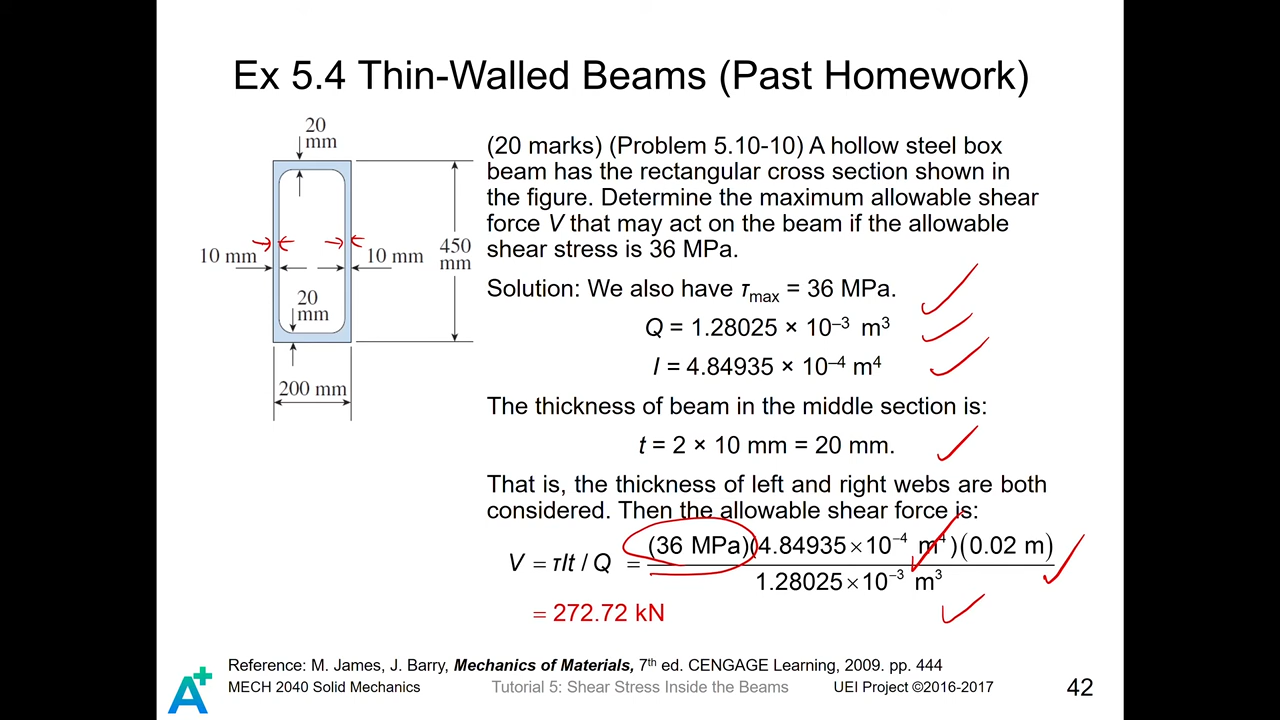 Ex 5.4 Thin-Walled Beams (Past Homework)
20
mm
10 mm
10 mm
450
mm
20
mm
200 mm
(20 marks) (Problem 5.10-10) A hollow steel box
beam has the rectangular cross section shown in
the figure. Determine the maximum allowable shear
force V that may act on the beam if the allowable
shear stress is 36 MPa.
Solution: We also have τmax = 36 MPa.
Q = 1.28025 × 10–3 m3
I = 4.84935 × 10–4 m4
The thickness of beam in the middle section is:
t = 2 × 10 mm = 20 mm.
That is, the thickness of left and right webs are both
considered. Then the allowable shear force is:
V = τIt / Q = (36 MPa)(4.84935×10−4 m4)(0.02 m)
1.28025×10−3 m3
= 272.72 kN
Reference: M. James, J. Barry, Mechanics of Materials, 7th ed. CENGAGE Learning, 2009. pp. 444
A+
MECH 2040 Solid Mechanics
Tutorial 5: Shear Stress Inside the Beams
UEI Project ©2016-2017
42